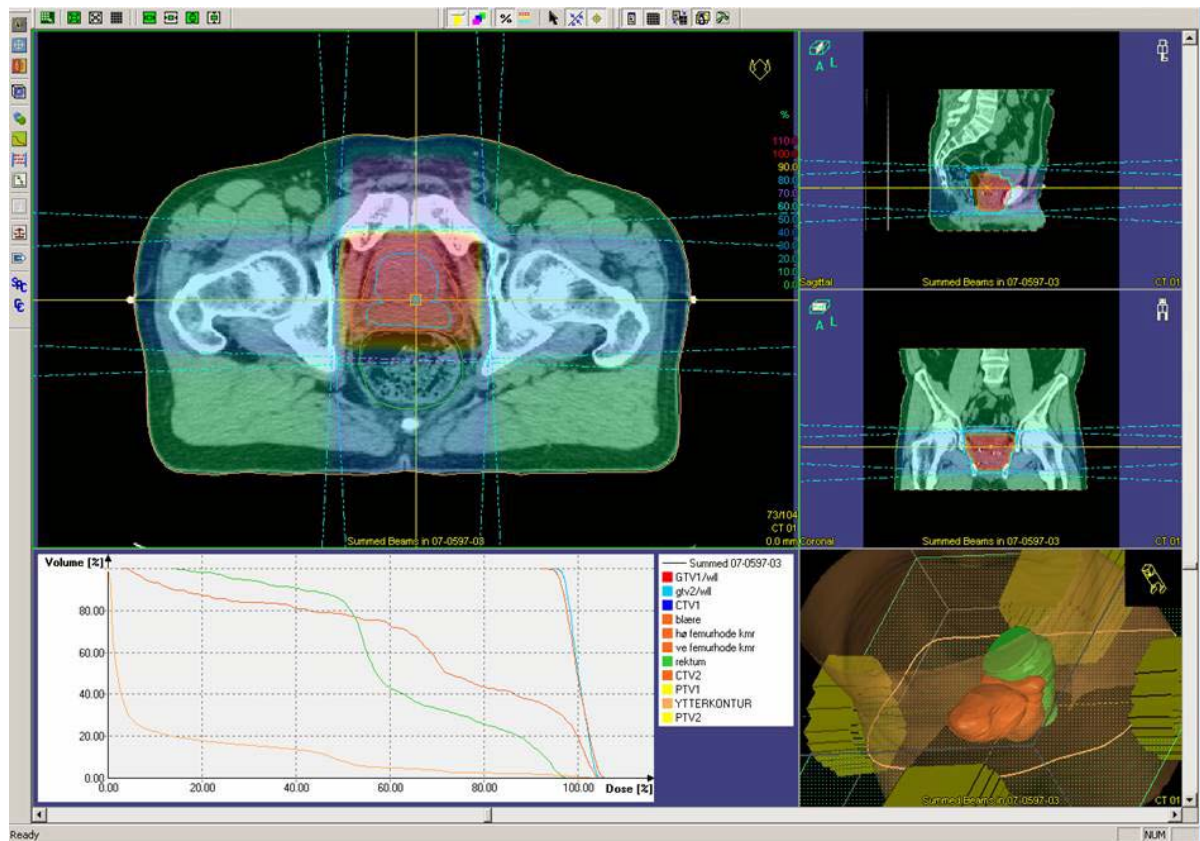 %
SPC
%
110.0
100.0
90.0
80.0
70.0
60.0
50.0
40.0
30.0
20.0
10.0
0.0
73/104
CT 01
0.0 mm
Summed Beams in 07-0597-03
A L
Sagittal
Summed Beams in 07-0597-03
CT 01
A L
Coronal
Summed Beams in 07-0597-03
CT 01
Volume [%]
80.00
60.00
40.00
20.00
0.00
0.00 20.00 40.00 60.00 80.00 100.00
Dose [%]
Summed 07-0597-03
GTV1/wll
gtv2/wll
CTV1
blære
hø femurhode kmr
ve femurhode kmr
rektum
CTV2
PTV1
YTTERKONTUR
PTV2
Summed Beams in 07-0597-03
CT 01
Ready
NUM